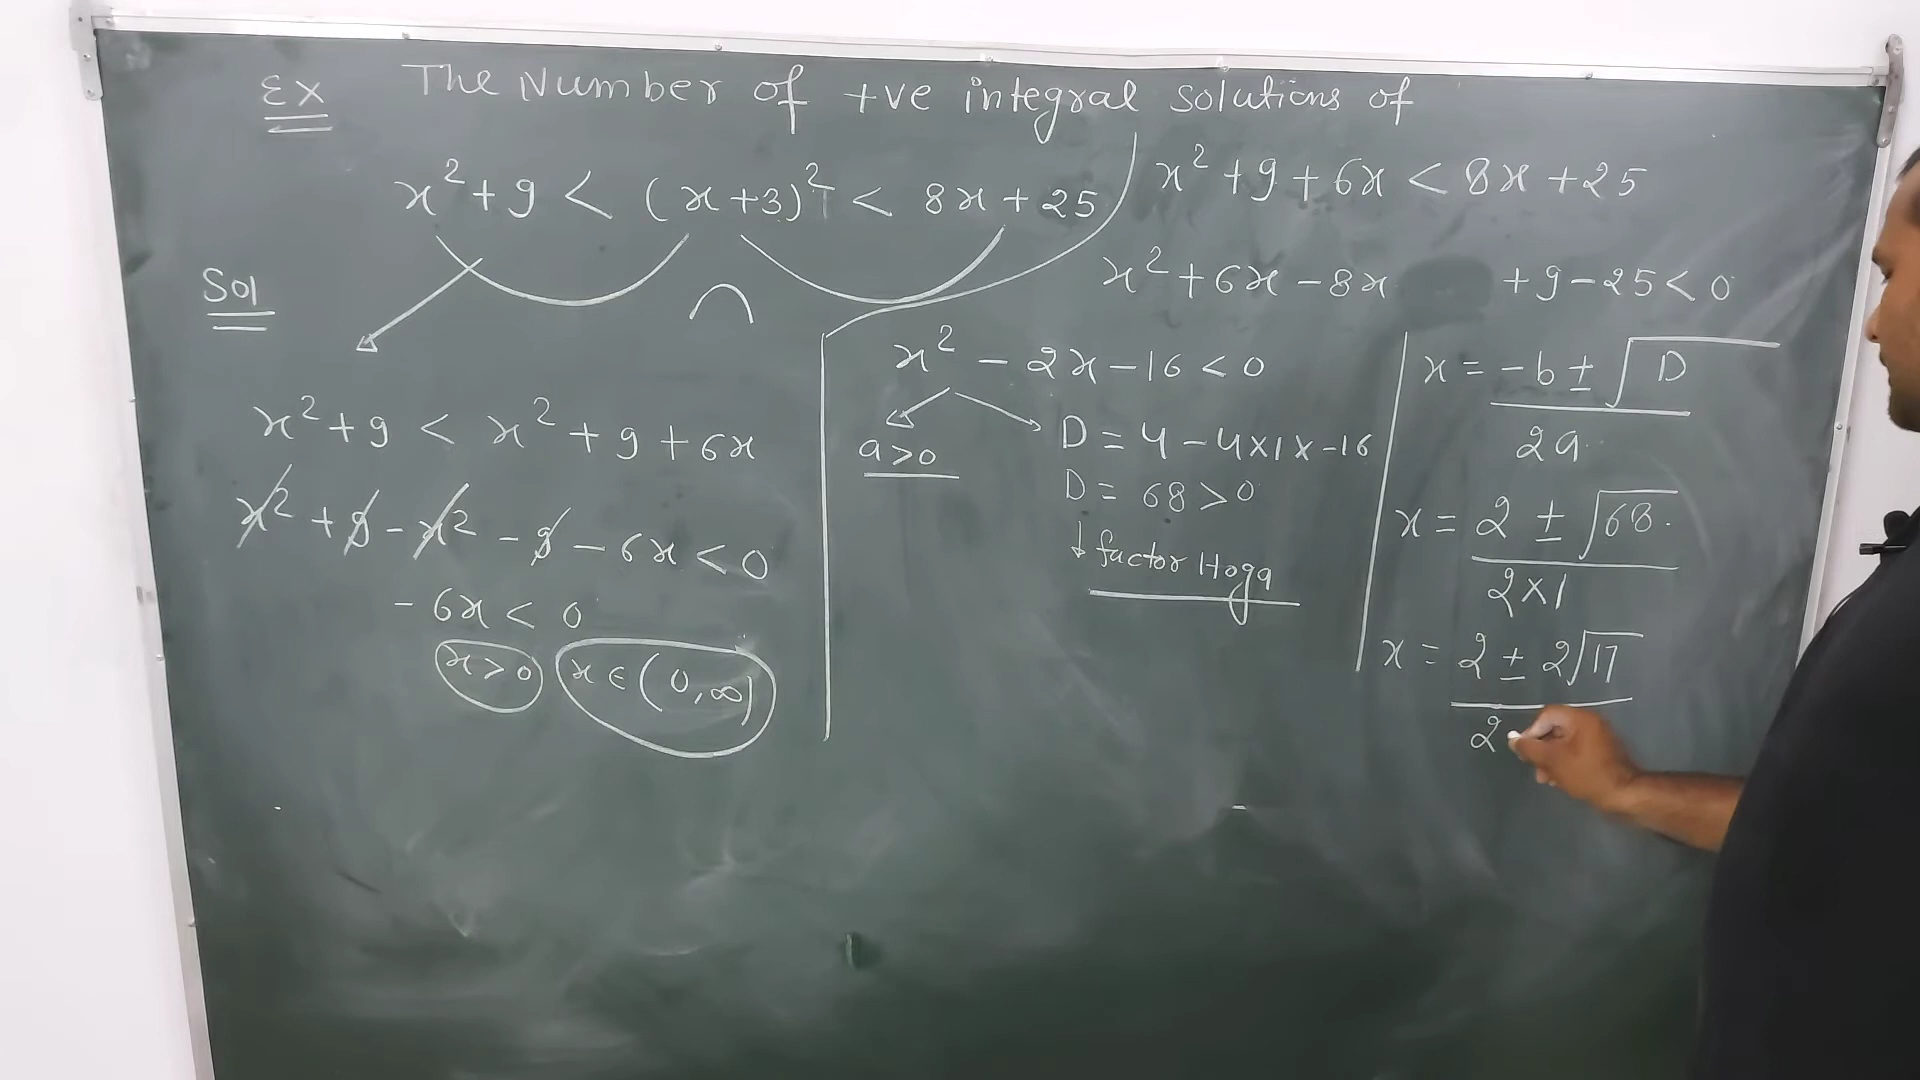 Ex The Number of +ve integral solutions of
x² + 9 < (x+3)² < 8x + 25
Sol
x² + 9 < x² + 9 + 6x
x² + 9 - x² - 9 - 6x < 0
- 6x < 0
x > 0 x ∈ (0, ∞)
x² + 9 + 6x < 8x + 25
x² + 6x - 8x + 9 - 25 < 0
x² - 2x - 16 < 0
a > 0
D = 4 - 4×1×-16
D = 68 > 0
↓ factor Hoga
x = -b ± √D / 2a
x = 2 ± √68 / 2×1
x = 2 ± 2√17 / 2